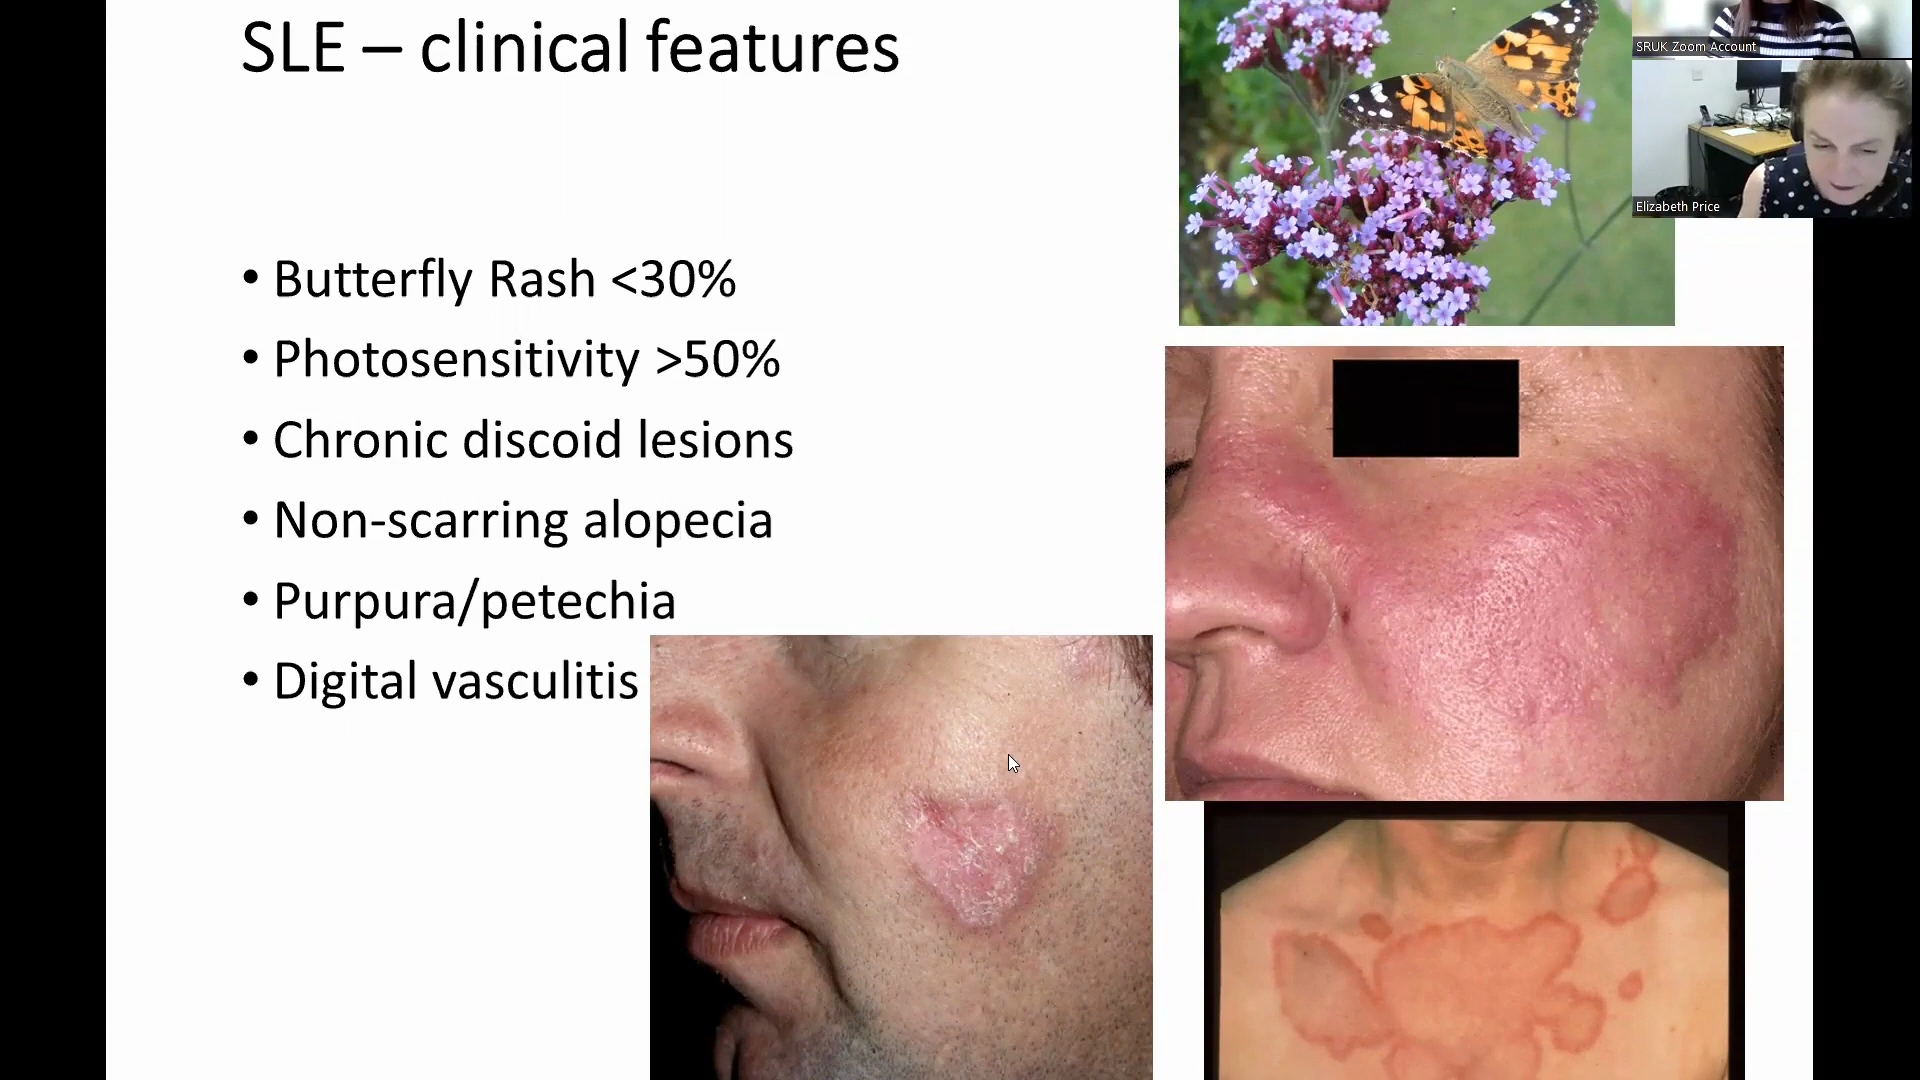 SLE – clinical features
SRUK Zoom Account
Elizabeth Price
• Butterfly Rash <30%
• Photosensitivity >50%
• Chronic discoid lesions
• Non-scarring alopecia
• Purpura/petechia
• Digital vasculitis